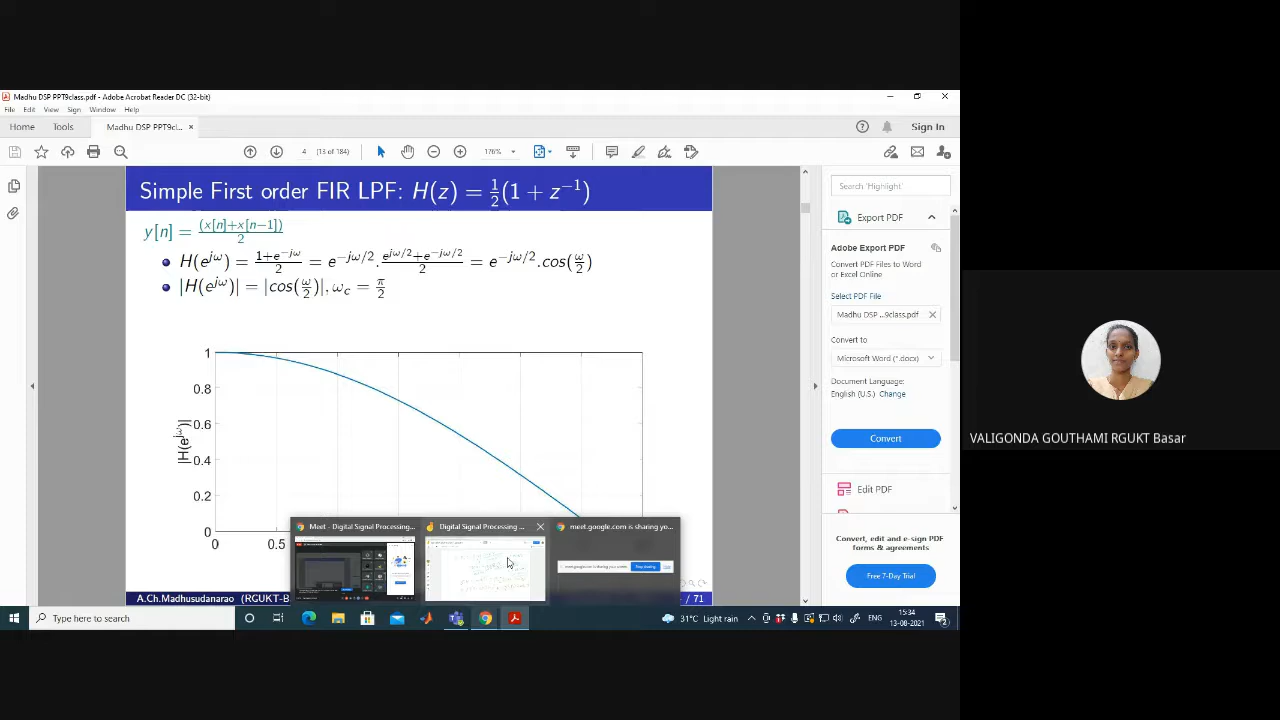 Madhu DSP PPT9class.pdf - Adobe Acrobat Reader DC (32-bit)
File Edit View Sign Window Help
Home Tools Madhu DSP PPT9cl... × Sign In
4 (13 of 184) 176%
Simple First order FIR LPF: H(z) = 1/2(1 + z⁻¹)
y[n] = (x[n]+x[n−1])/2
H(e^jω) = (1+e^−jω)/2 = e^−jω/2.(e^jω/2+e^−jω/2)/2 = e^−jω/2.cos(ω/2)
|H(e^jω)| = |cos(ω/2)|, ω_c = π/2
1
0.8
0.6
0.4
0.2
0
|H(e^jω)|
0 0.5
A.Ch.Madhusudanarao (RGUKT-B
/ 71
Meet - Digital Signal Processing...
Digital Signal Processing ...
meet.google.com is sharing yo...
Stop sharing
Search 'Highlight'
Export PDF
Adobe Export PDF
Convert PDF Files to Word
or Excel Online
Select PDF File
Madhu DSP ...9class.pdf
Convert to
Microsoft Word (*.docx)
Document Language:
English (U.S.) Change
Convert
Edit PDF
Convert, edit and e-sign PDF
forms & agreements
Free 7-Day Trial
Type here to search
31°C Light rain
ENG
15:34
13-08-2021
2
VALIGONDA GOUTHAMI RGUKT Basar